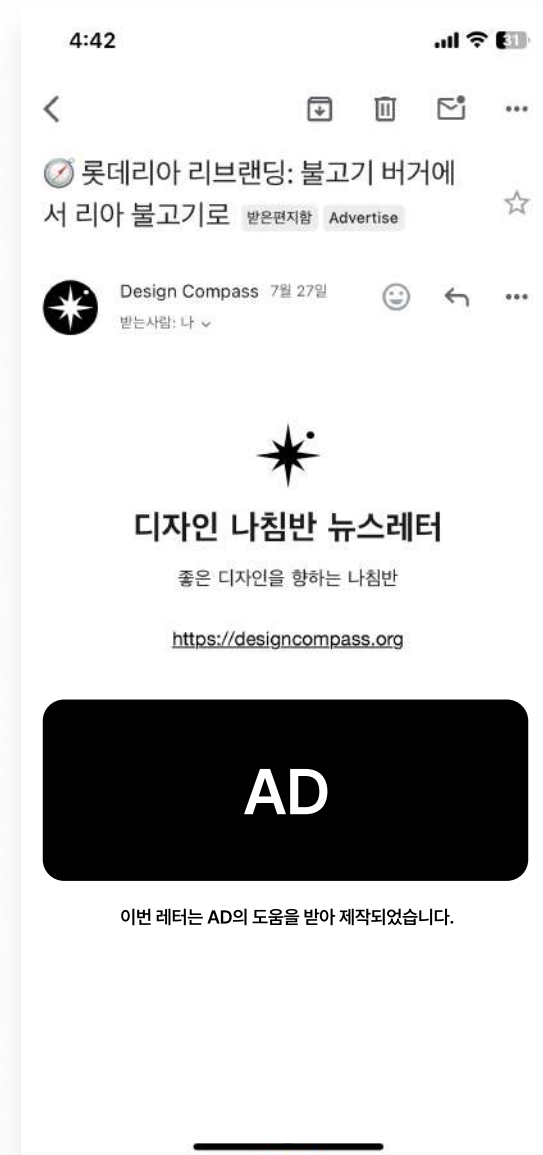 4:42
31
롯데리아 리브랜딩: 불고기 버거에
서 리아 불고기로 받은편지함 Advertise
Design Compass 7월 27일
받는사람: 나
디자인 나침반 뉴스레터
좋은 디자인을 향하는 나침반
https://designcompass.org
AD
이번 레터는 AD의 도움을 받아 제작되었습니다.